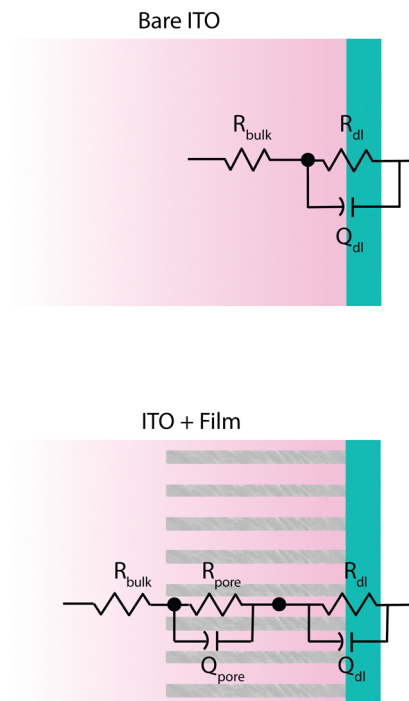 Bare ITO
R_bulk
R_dl
Q_dl
ITO + Film
R_bulk R_pore R_dl
Q_pore Q_dl